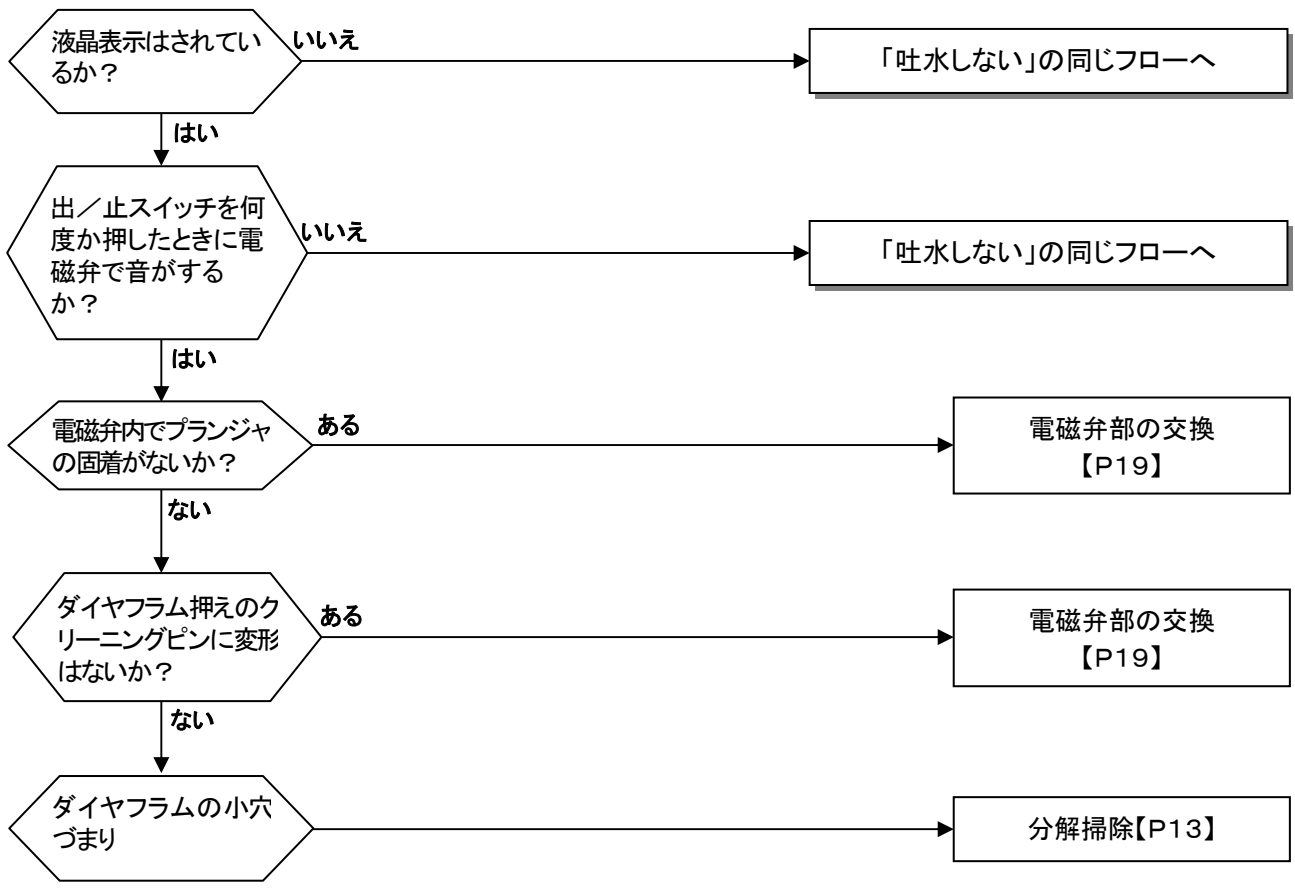 液晶表示はされてい
るか？
いいえ
「吐水しない」の同じフローへ
はい
出／止スイッチを何
度か押したときに電
磁弁で音がする
か？
いいえ
「吐水しない」の同じフローへ
はい
電磁弁内でプランジャ
の固着がないか？
ある
電磁弁部の交換
【P19】
ない
ダイヤフラム押えのク
リーニングピンに変形
はないか？
ある
電磁弁部の交換
【P19】
ない
ダイヤフラムの小穴
づまり
分解掃除【P13】